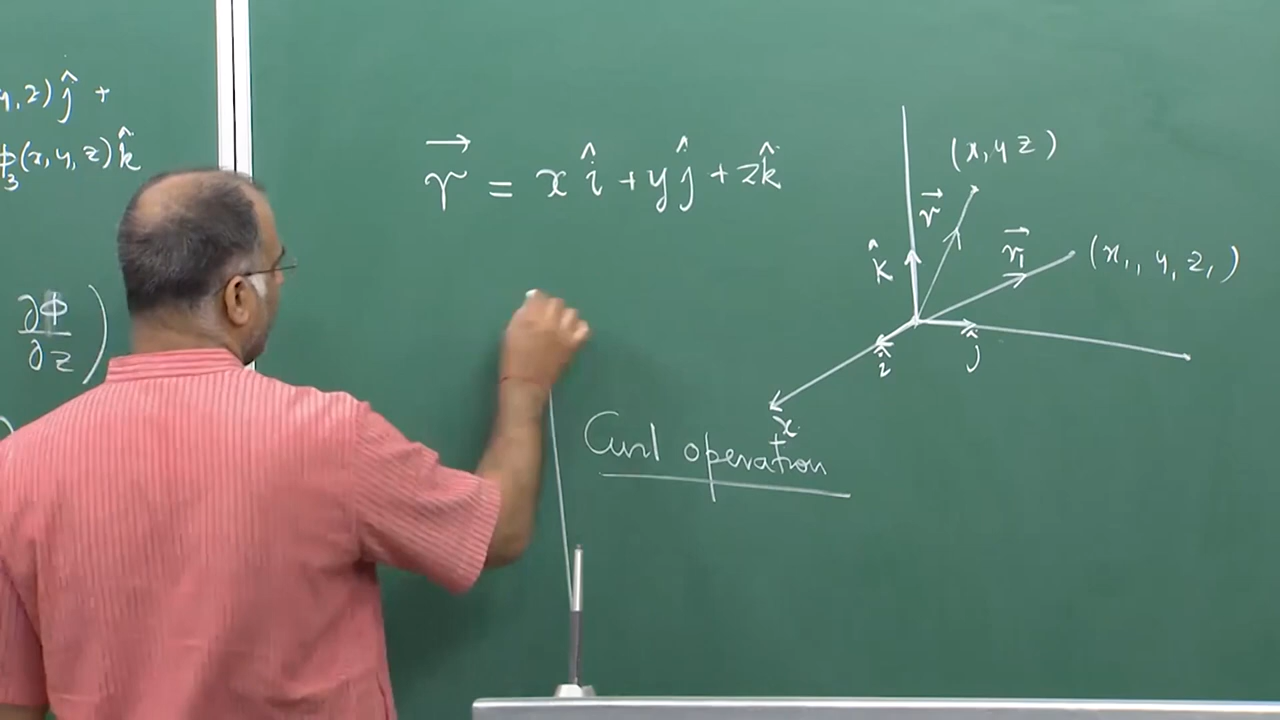 y, z) ĵ +
ϕ₃(x, y, z) k̂
∂ϕ
∂z )
r⃗ = x î + y ĵ + z k̂
(x, y z)
r⃗
r⃗₁
(x₁, y₁ z₁)
k̂
î
ĵ
x
Curl operation